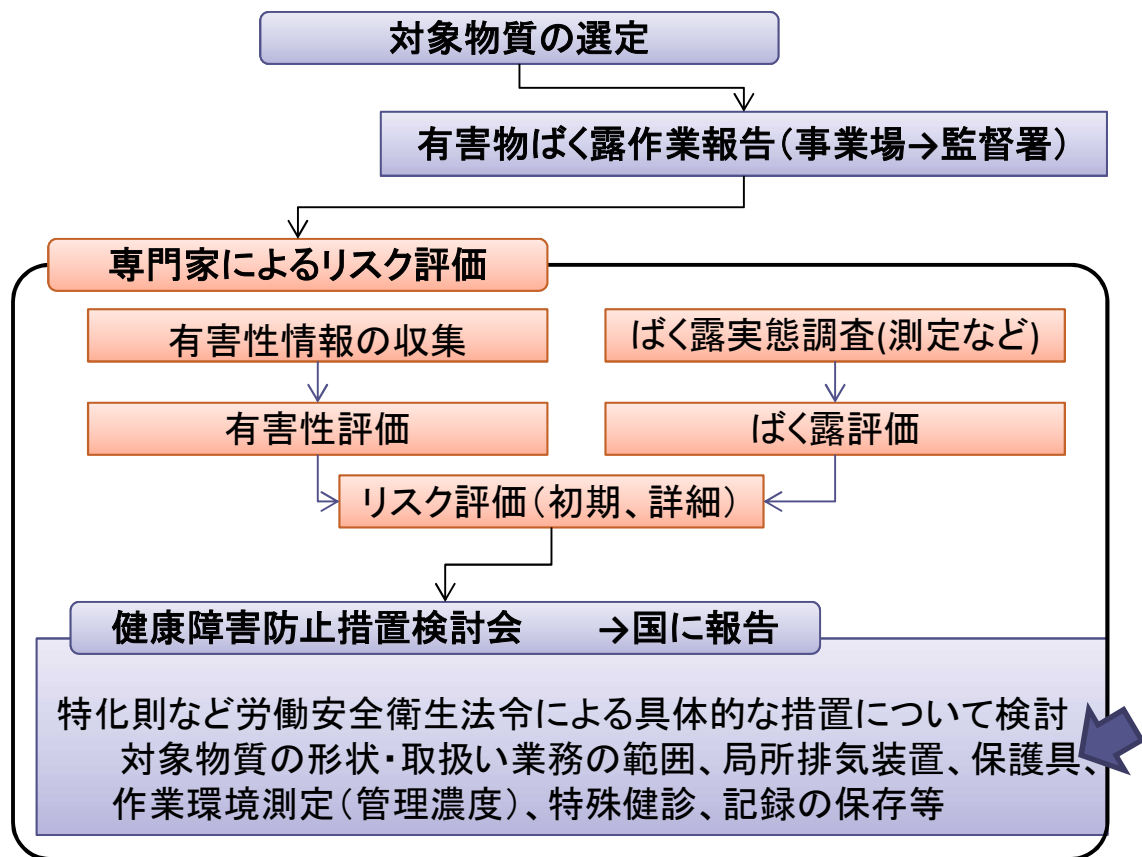 対象物質の選定
有害物ばく露作業報告（事業場→監督署）
専門家によるリスク評価
有害性情報の収集
ばく露実態調査(測定など)
有害性評価
ばく露評価
リスク評価（初期、詳細）
健康障害防止措置検討会　　→国に報告
特化則など労働安全衛生法令による具体的な措置について検討
対象物質の形状・取扱い業務の範囲、局所排気装置、保護具、
作業環境測定（管理濃度）、特殊健診、記録の保存等